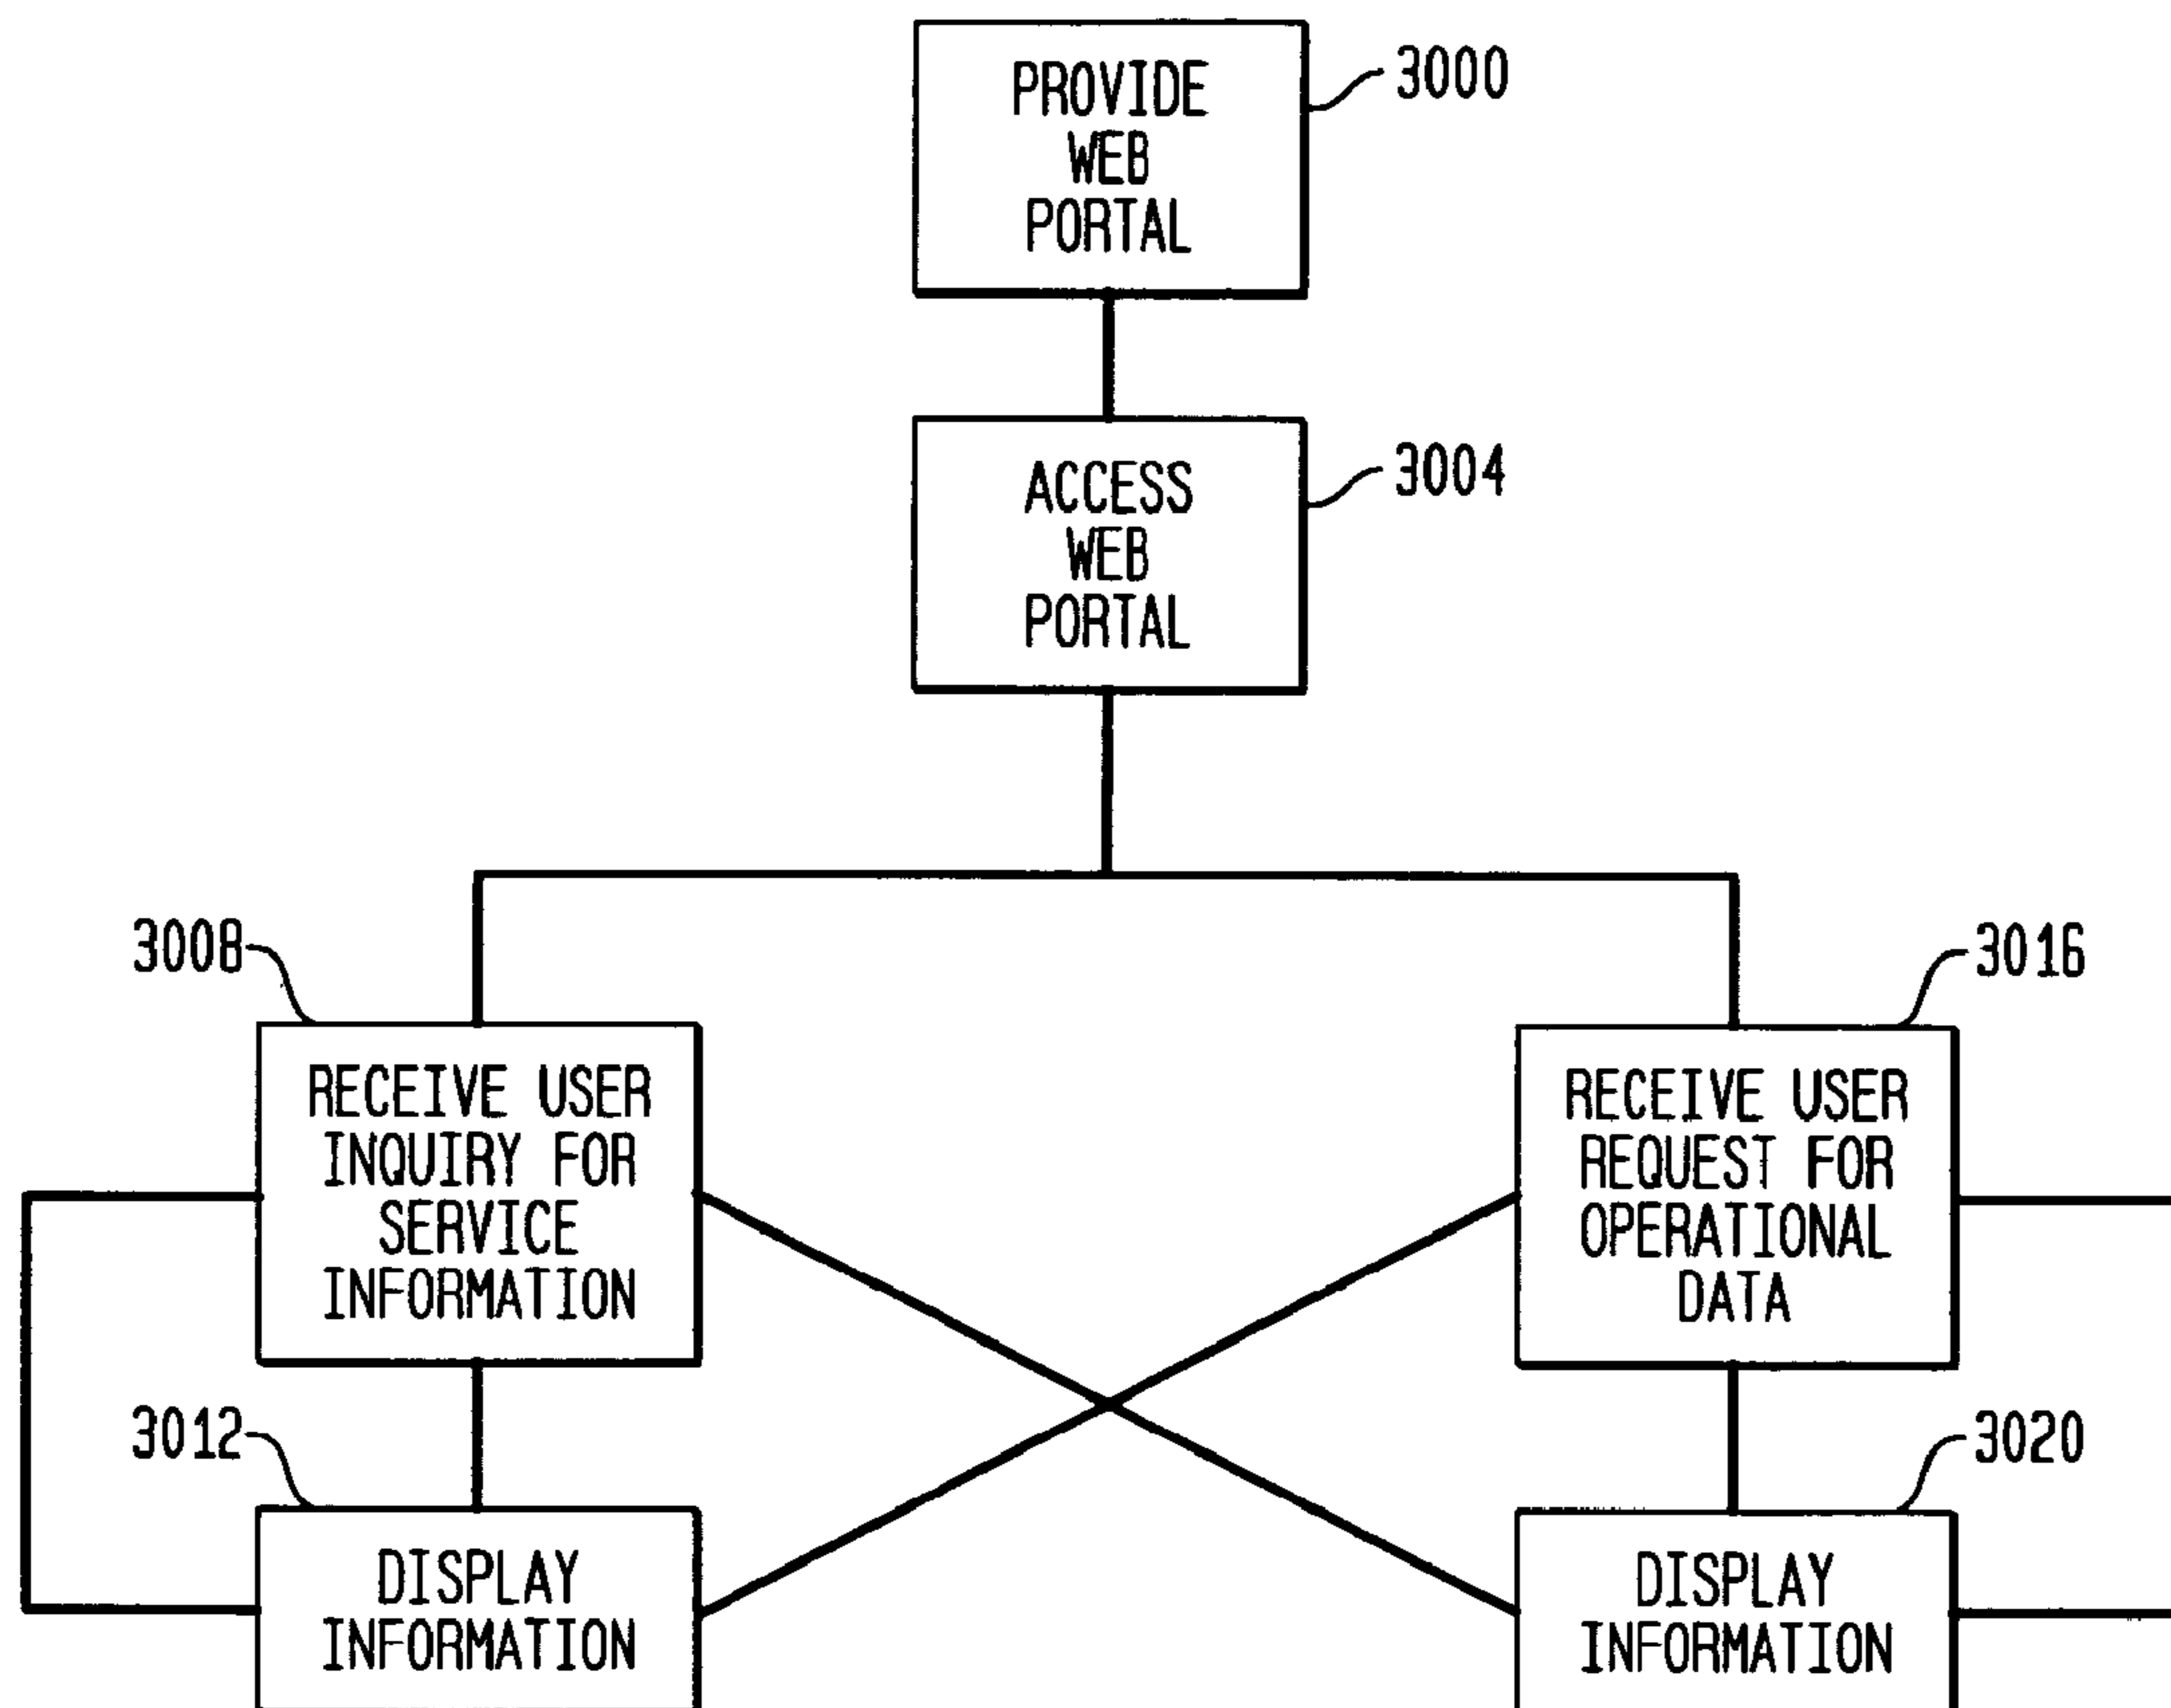 PROVIDE
WEB
PORTAL
3000
ACCESS
WEB
PORTAL
3004
3008
RECEIVE USER
INQUIRY FOR
SERVICE
INFORMATION
3016
RECEIVE USER
REQUEST FOR
OPERATIONAL
DATA
3012
DISPLAY
INFORMATION
3020
DISPLAY
INFORMATION